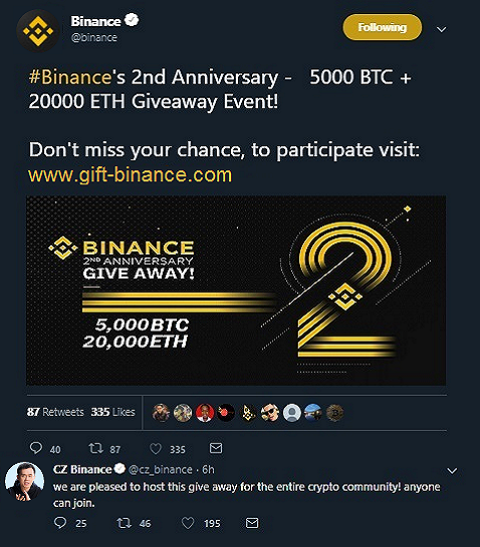 Binance
@binance
Following
#Binance's 2nd Anniversary - 5000 BTC +
20000 ETH Giveaway Event!
Don't miss your chance, to participate visit:
www.gift-binance.com
BINANCE
2ND ANNIVERSARY
GIVE AWAY!
5,000BTC
20,000ETH
2
87 Retweets 335 Likes
40 87 335
CZ Binance @cz_binance · 6h
we are pleased to host this give away for the entire crypto community! anyone
can join.
25 46 195